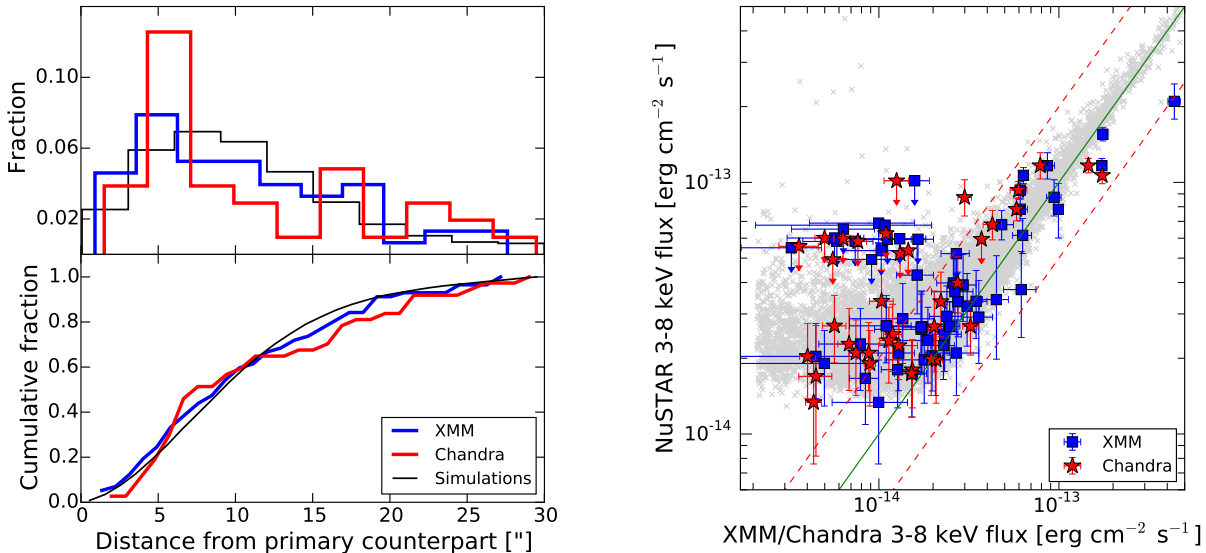 Fraction
0.10
0.06
0.02
Cumulative fraction
1.0
0.8
0.6
0.4
0.2
0.0
XMM
Chandra
Simulations
0 5 10 15 20 25 30
Distance from primary counterpart ["]
NuSTAR 3-8 keV flux [erg cm⁻² s⁻¹]
10⁻¹³
10⁻¹⁴
XMM
Chandra
10⁻¹⁴ 10⁻¹³
XMM/Chandra 3-8 keV flux [erg cm⁻² s⁻¹]